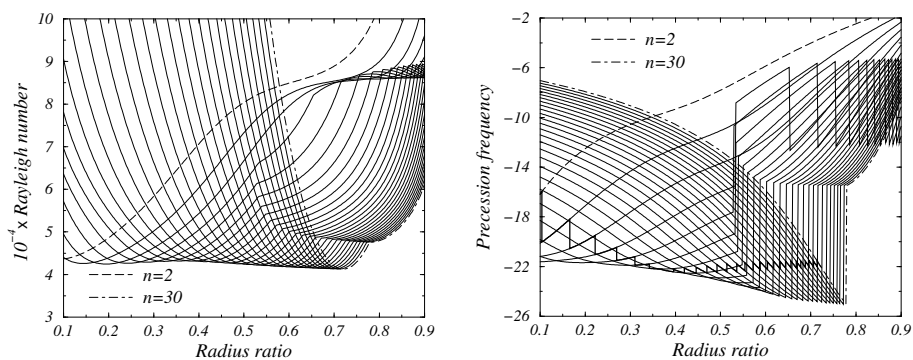 10
9
8
7
6
5
4
3
0.1 0.2 0.3 0.4 0.5 0.6 0.7 0.8 0.9
Radius ratio
10⁻⁴ x Rayleigh number
n=2
n=30
−2
−6
−10
−14
−18
−22
−26
0.1 0.2 0.3 0.4 0.5 0.6 0.7 0.8 0.9
Radius ratio
Precession frequency
n=2
n=30